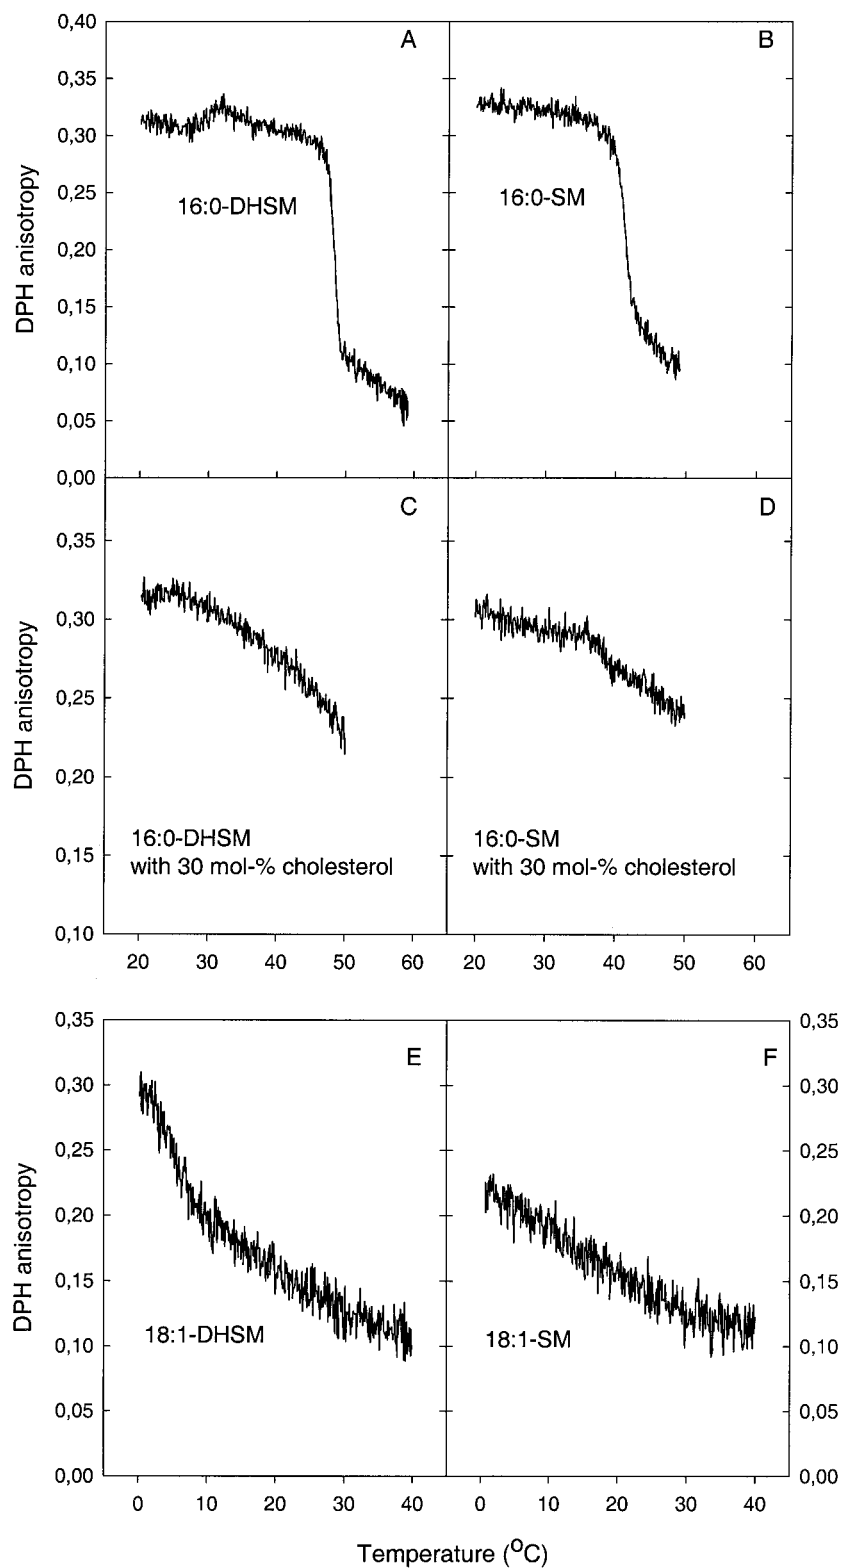 0,40
0,35
0,30
0,25
0,20
0,15
0,10
0,05
0,00
DPH anisotropy
A
16:0-DHSM
B
16:0-SM
0,35
0,30
0,25
0,20
0,15
0,10
DPH anisotropy
C
16:0-DHSM
with 30 mol-% cholesterol
D
16:0-SM
with 30 mol-% cholesterol
20 30 40 50 60
20 30 40 50 60
0,35
0,30
0,25
0,20
0,15
0,10
0,05
0,00
DPH anisotropy
E
18:1-DHSM
F
18:1-SM
0,35
0,30
0,25
0,20
0,15
0,10
0,05
0,00
0 10 20 30 40
0 10 20 30 40
Temperature (°C)